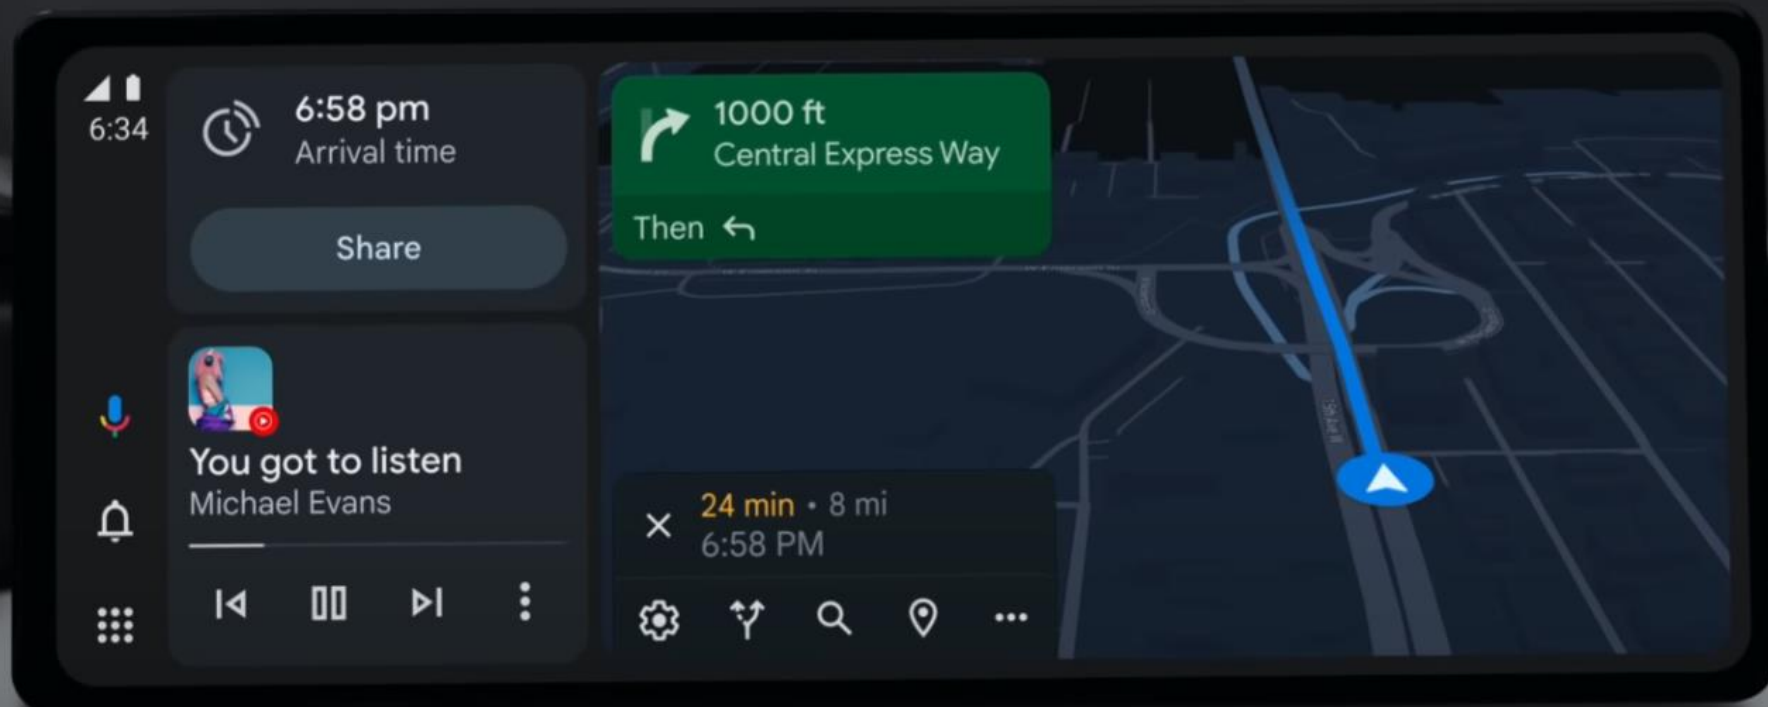 6:34
6:58 pm
Arrival time
Share
You got to listen
Michael Evans
1000 ft
Central Express Way
Then
24 min • 8 mi
6:58 PM